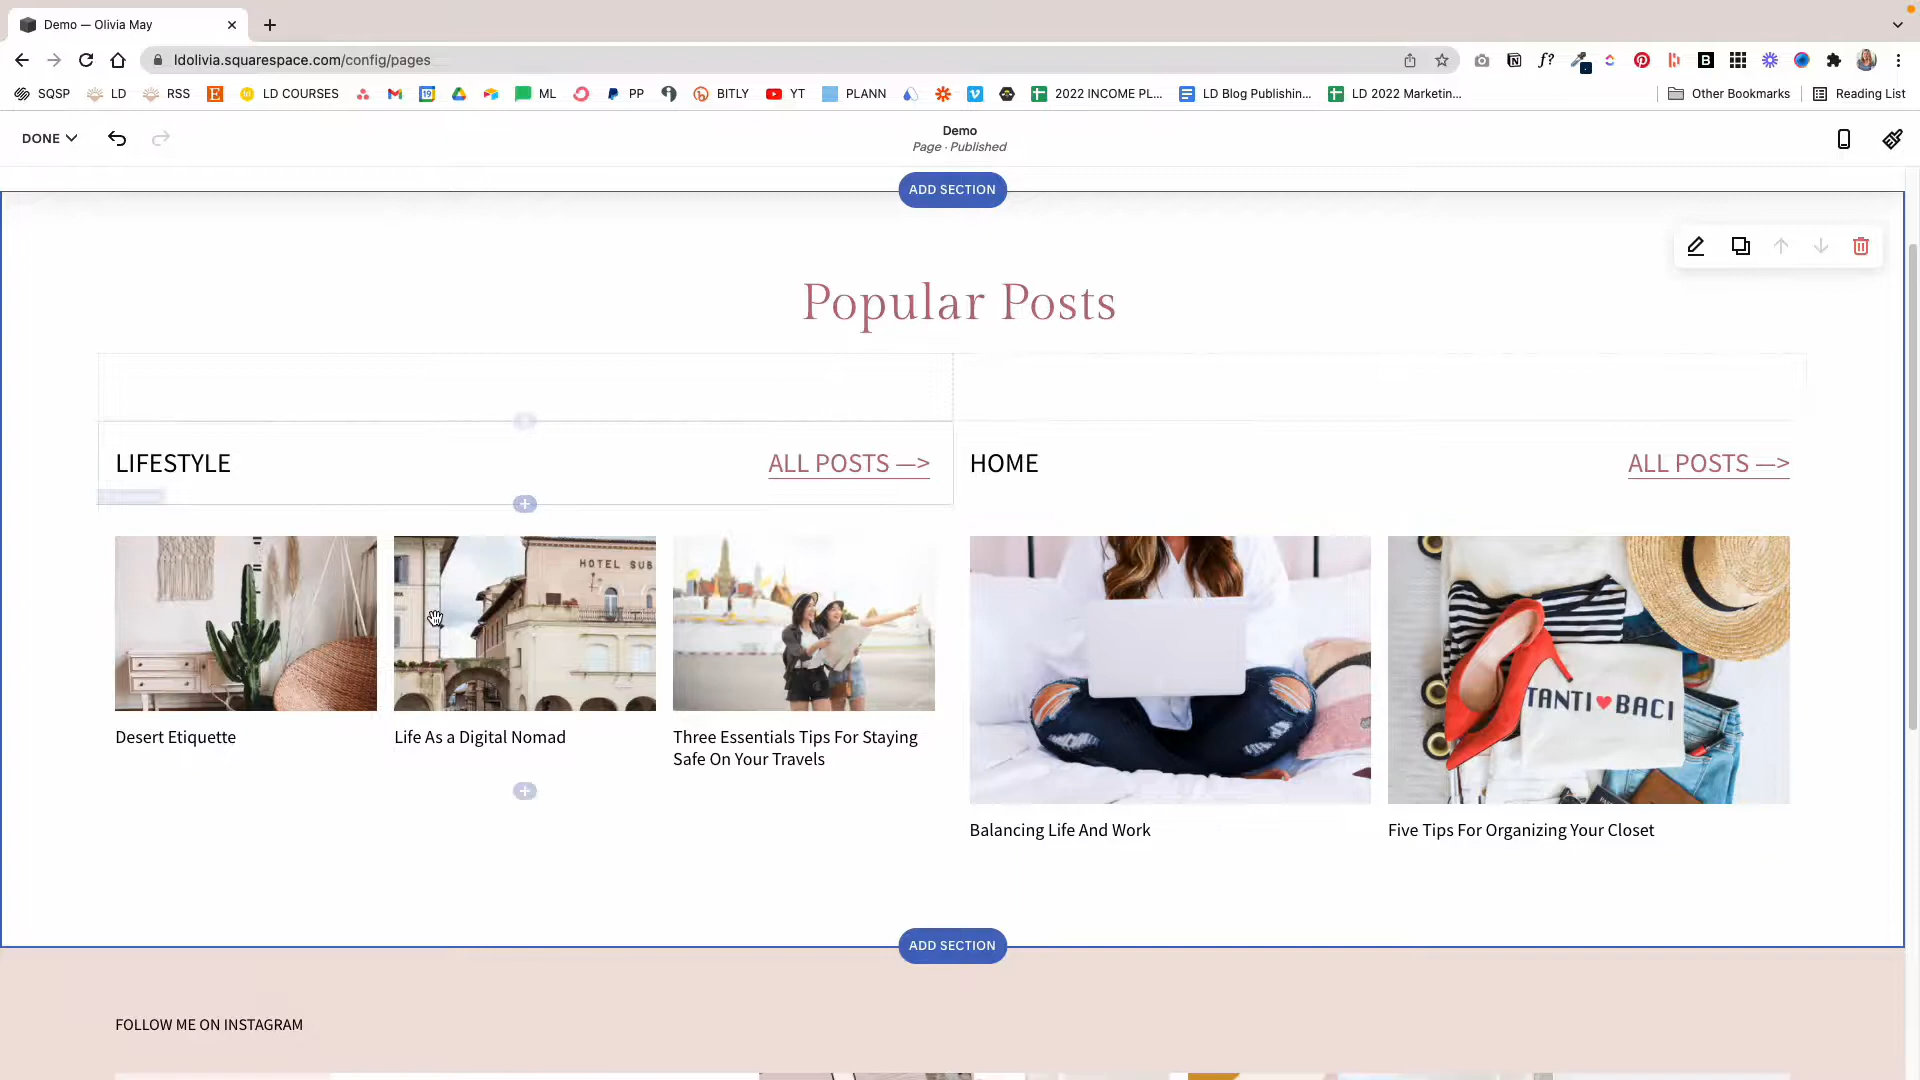 Demo — Olivia May
ldolivia.squarespace.com/config/pages
SQSP LD RSS LD COURSES 19 ML PP BITLY YT PLANN 2022 INCOME PL... LD Blog Publishin... LD 2022 Marketin... Other Bookmarks Reading List
DONE
Demo
Page · Published
ADD SECTION
Popular Posts
LIFESTYLE
ALL POSTS —>
HOME
ALL POSTS —>
HOTEL SUB
TANTI♥BACI
Desert Etiquette
Life As a Digital Nomad
Three Essentials Tips For Staying
Safe On Your Travels
Balancing Life And Work
Five Tips For Organizing Your Closet
ADD SECTION
FOLLOW ME ON INSTAGRAM